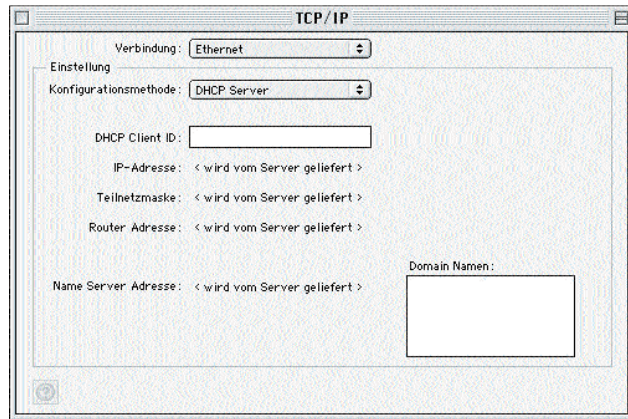 TCP/IP
Verbindung: Ethernet
Einstellung
Konfigurationsmethode: DHCP Server
DHCP Client ID:
IP-Adresse: < wird vom Server geliefert >
Teilnetzmaske: < wird vom Server geliefert >
Router Adresse: < wird vom Server geliefert >
Domain Namen:
Name Server Adresse: < wird vom Server geliefert >
?